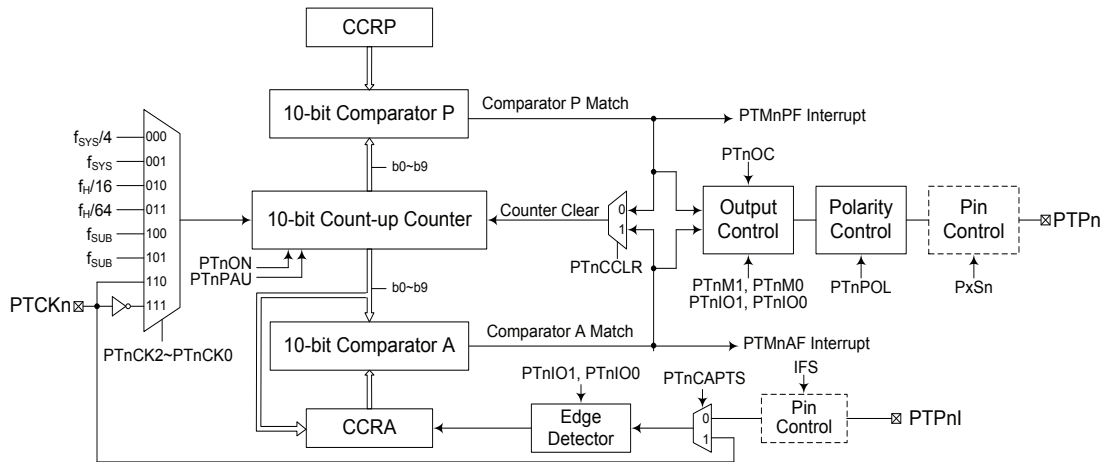 CCRP
10-bit Comparator P
Comparator P Match
PTMnPF Interrupt
fSYS/4
000
fSYS
001
fH/16
010
fH/64
011
fSUB
100
fSUB
101
110
111
PTCKn
PTnCK2~PTnCK0
b0~b9
10-bit Count-up Counter
PTnON
PTnPAU
b0~b9
Counter Clear
0
1
PTnCCLR
PTnOC
Output
Control
PTnM1, PTnM0
PTnIO1, PTnIO0
Polarity
Control
PTnPOL
Pin
Control
PxSn
PTPn
10-bit Comparator A
Comparator A Match
PTMnAF Interrupt
CCRA
PTnIO1, PTnIO0
Edge
Detector
PTnCAPTS
0
1
IFS
Pin
Control
PTPnI